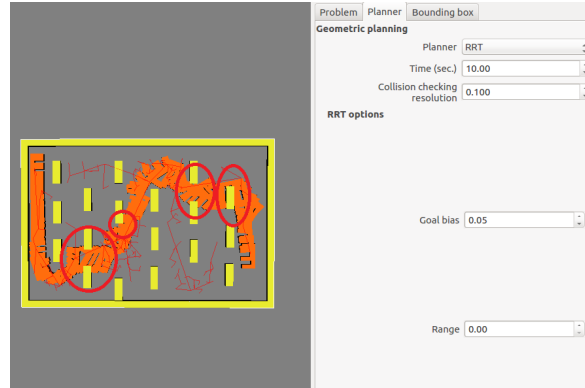 Problem Planner Bounding box
Geometric planning
Planner RRT
Time (sec.) 10.00
Collision checking
resolution 0.100
RRT options
Goal bias 0.05
Range 0.00